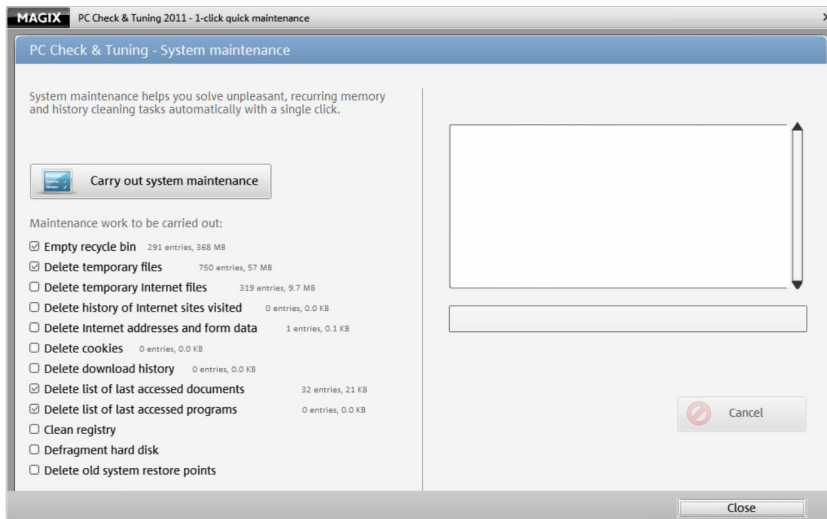 MAGIX PC Check & Tuning 2011 - 1-click quick maintenance
PC Check & Tuning - System maintenance
System maintenance helps you solve unpleasant, recurring memory
and history cleaning tasks automatically with a single click.
Carry out system maintenance
Maintenance work to be carried out:
Empty recycle bin 291 entries, 368 MB
Delete temporary files 750 entries, 57 MB
Delete temporary Internet files 319 entries, 9.7 MB
Delete history of Internet sites visited 0 entries, 0.0 KB
Delete Internet addresses and form data 1 entries, 0.1 KB
Delete cookies 0 entries, 0.0 KB
Delete download history 0 entries, 0.0 KB
Delete list of last accessed documents 32 entries, 21 KB
Delete list of last accessed programs 0 entries, 0.0 KB
Clean registry
Defragment hard disk
Delete old system restore points
Cancel
Close